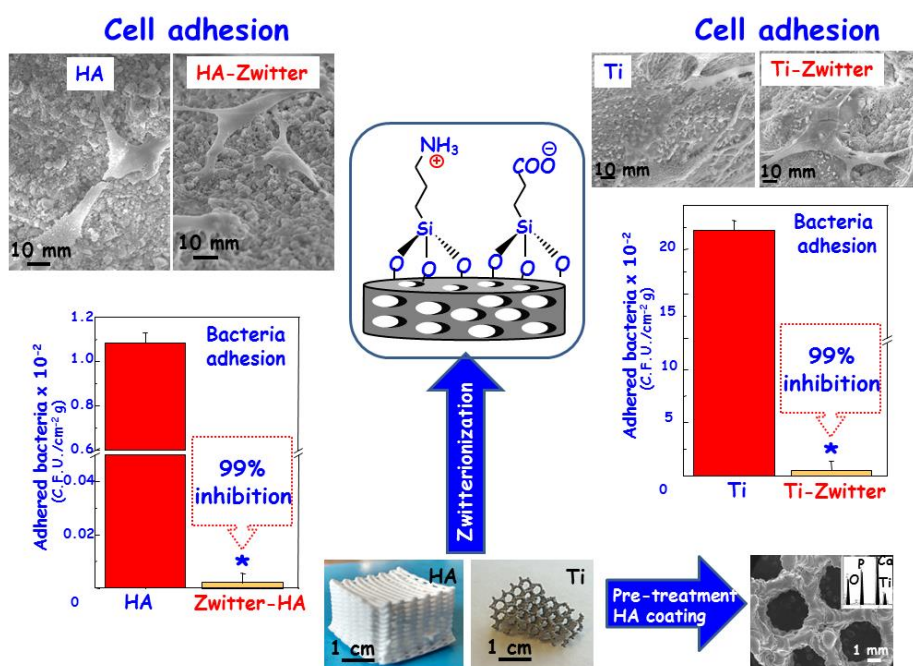 Cell adhesion
HA
HA-Zwitter
10 mm
10 mm
Cell adhesion
Ti
Ti-Zwitter
10 mm
10 mm
NH3
⊕
COO
⊖
Si
Si
O
O
O
O
O
O
Bacteria
adhesion
Adhered bacteria x 10-2
(C.F.U./cm-2 g)
1.2
1.0
0.8
0.6
0.04
0.02
0
99%
inhibition
*
HA
Zwitter-HA
Zwitterionization
Bacteria
adhesion
Adhered bacteria x 10-2
(C.F.U./cm-2 g)
20
15
10
5
0
99%
inhibition
*
Ti
Ti-Zwitter
HA
1 cm
Ti
1 cm
Pre-treatment
HA coating
O
P
Ca
Ti
1 mm